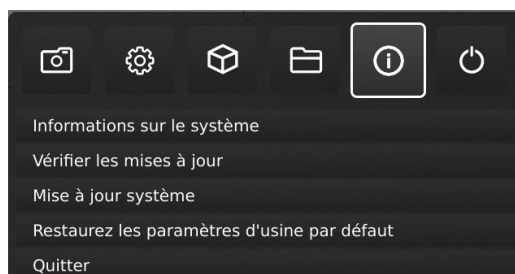 Informations sur le système
Vérifier les mises à jour
Mise à jour système
Restaurez les paramètres d'usine par défaut
Quitter